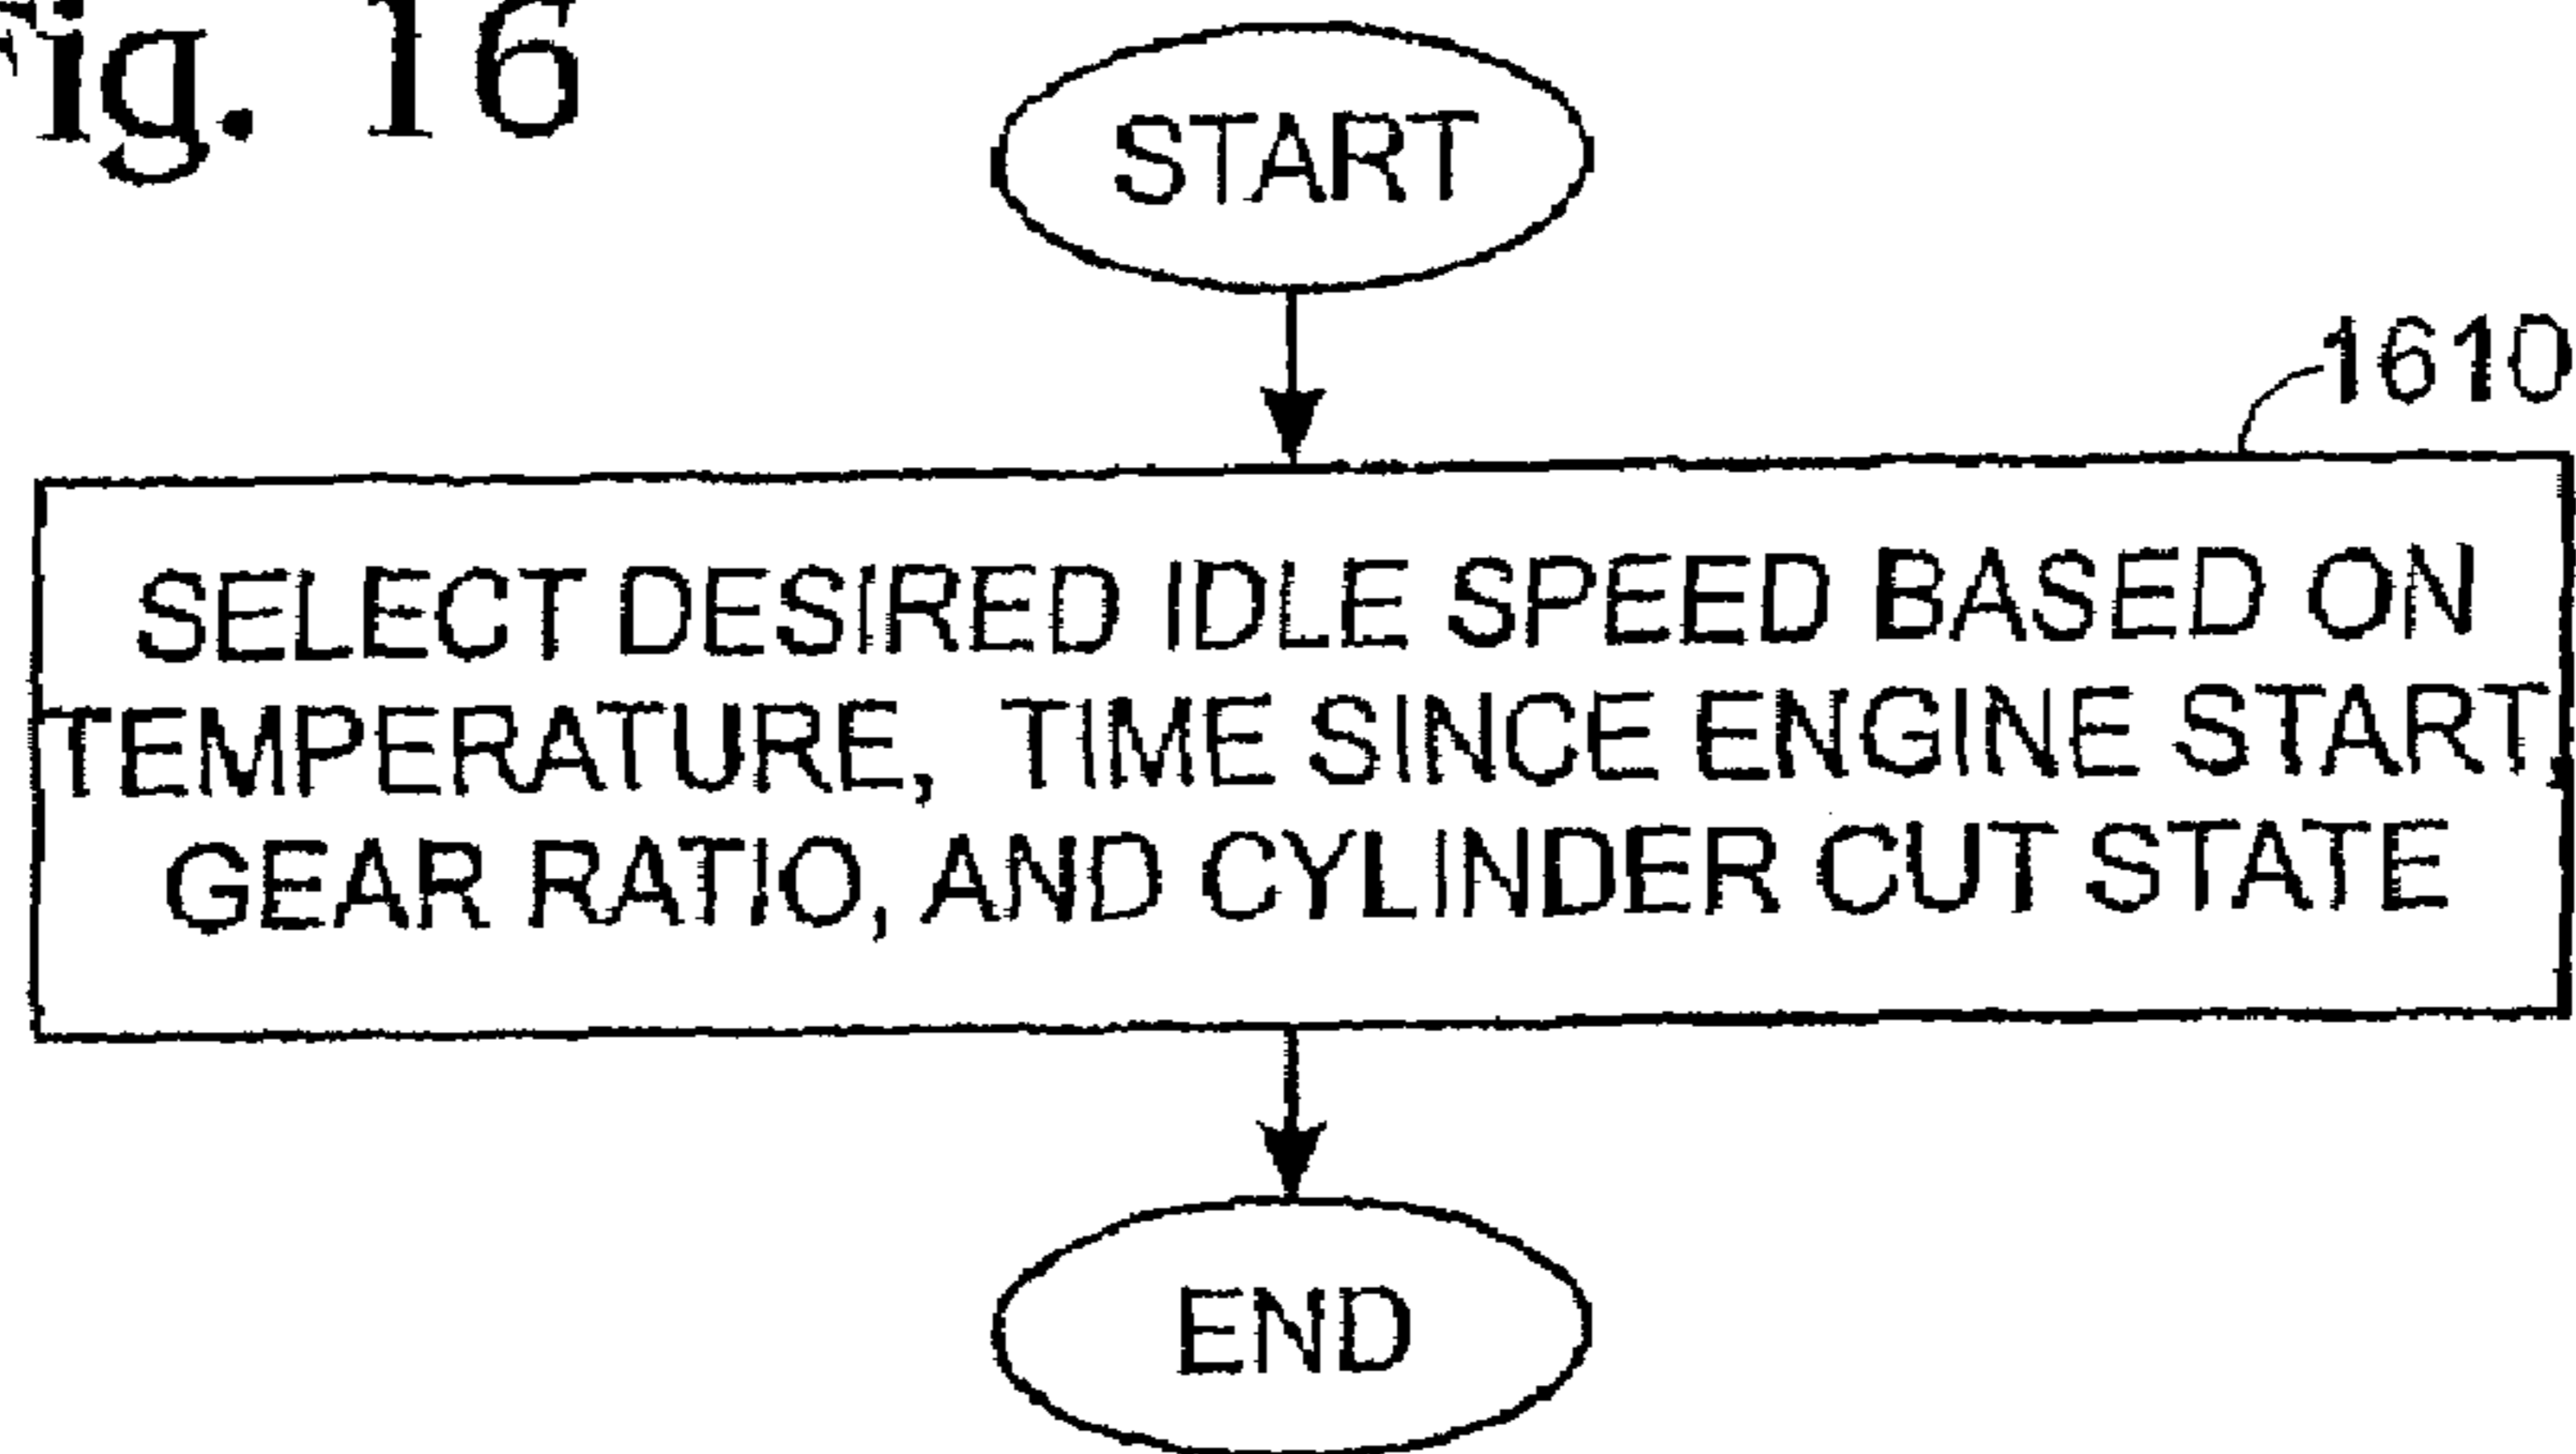 Fig. 16
START
1610
SELECT DESIRED IDLE SPEED BASED ON
TEMPERATURE, TIME SINCE ENGINE START,
GEAR RATIO, AND CYLINDER CUT STATE
END